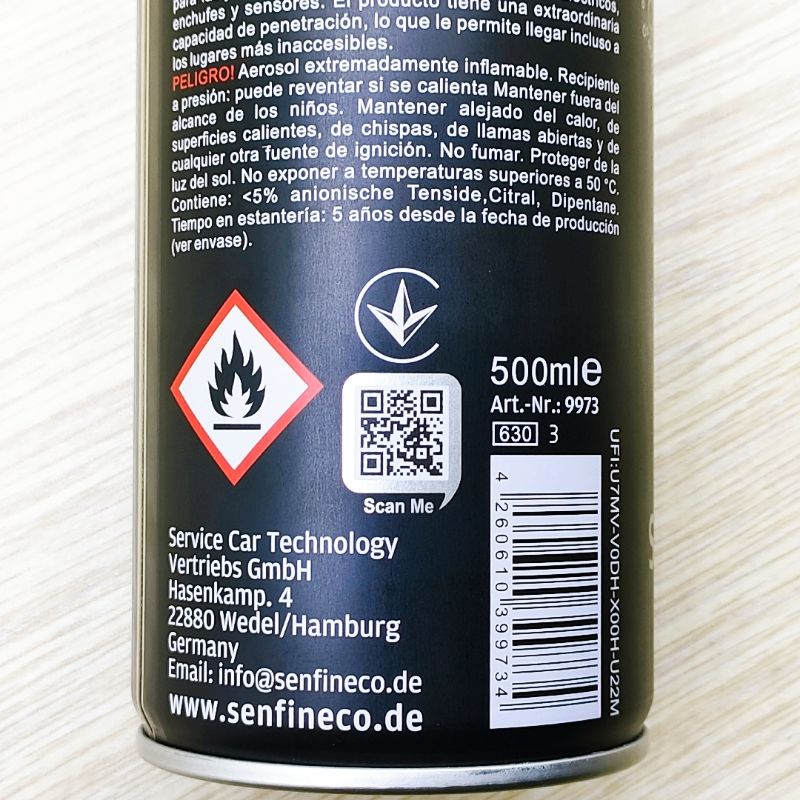 enchufes y sensores. El producto tiene una extraordinaria
capacidad de penetración, lo que le permite llegar incluso a
los lugares más inaccesibles.
PELIGRO! Aerosol extremadamente inflamable. Recipiente
a presión: puede reventar si se calienta Mantener fuera del
alcance de los niños. Mantener alejado del calor, de
superficies calientes, de chispas, de llamas abiertas y de
cualquier otra fuente de ignición. No fumar. Proteger de la
luz del sol. No exponer a temperaturas superiores a 50 °C.
Contiene: <5% anionische Tenside,Citral, Dipentane.
Tiempo en estantería: 5 años desde la fecha de producción
(ver envase).
500ml℮
Art.-Nr.: 9973
630 3
Scan Me
4 260610 399734
UFI:U7MV-V0DH-X00H-U22M
Service Car Technology
Vertriebs GmbH
Hasenkamp. 4
22880 Wedel/Hamburg
Germany
Email: info@senfineco.de
www.senfineco.de